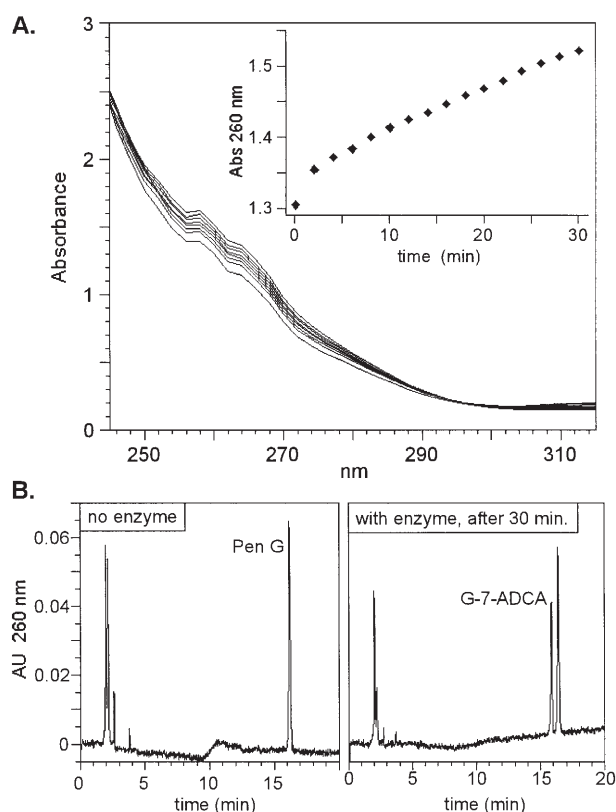 A.
3
2
1
0
Absorbance
250
270
290
310
nm
1.5
1.4
1.3
Abs 260 nm
0
10
20
30
time (min)
B.
no enzyme
Pen G
0.06
0.04
0.02
0
AU 260 nm
0
5
10
15
time (min)
with enzyme, after 30 min.
G-7-ADCA
0
5
10
15
20
time (min)